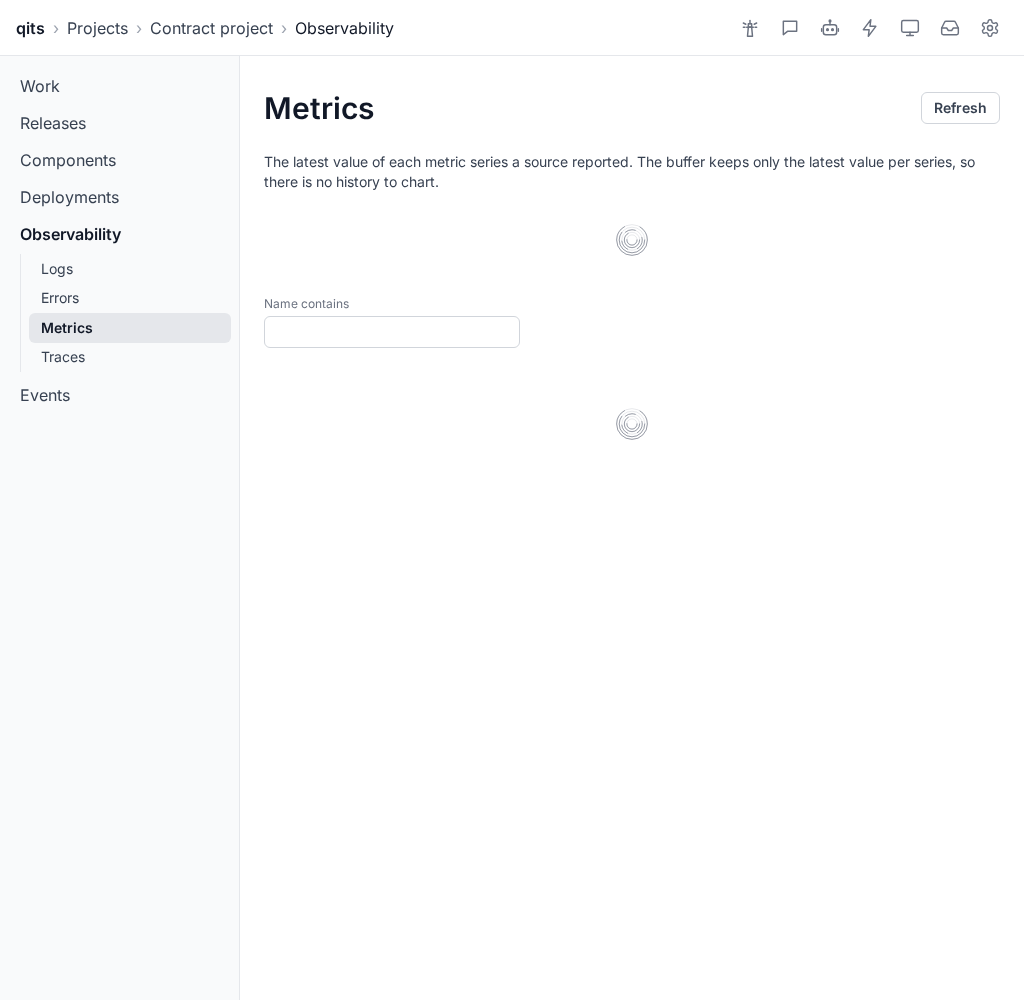 qits › Projects › Contract project › Observability
Work
Releases
Components
Deployments
Observability
Logs
Errors
Metrics
Traces
Events
Metrics
Refresh
The latest value of each metric series a source reported. The buffer keeps only the latest value per series, so
there is no history to chart.
Name contains